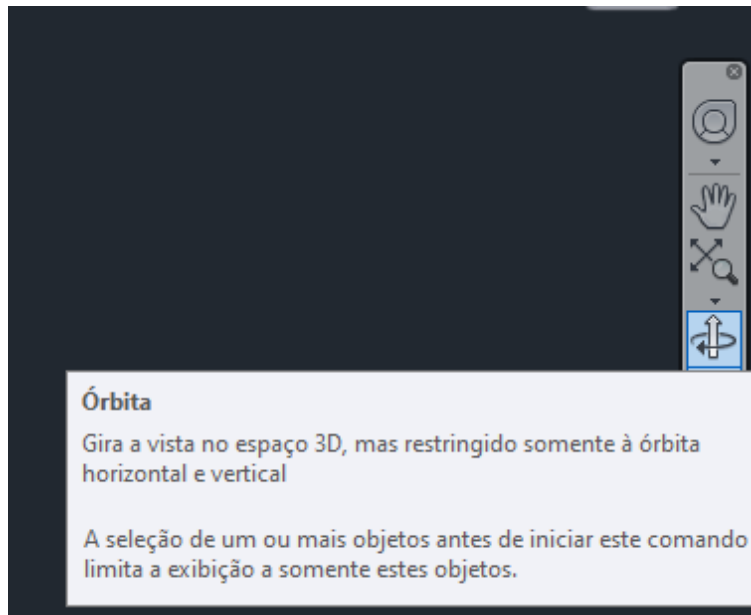 Órbita
Gira a vista no espaço 3D, mas restringido somente à órbita
horizontal e vertical
A seleção de um ou mais objetos antes de iniciar este comando
limita a exibição a somente estes objetos.